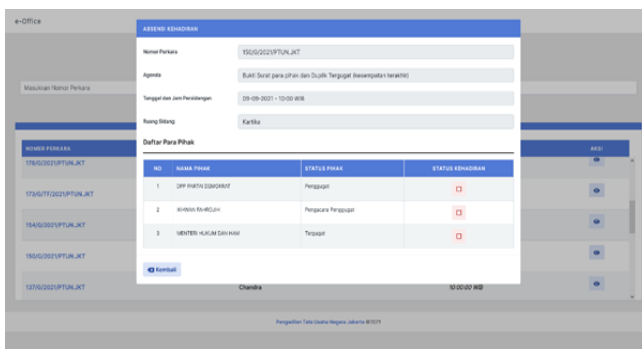 e-Office
ABSENSI KEHADIRAN
Nomor Perkara
150/G/2021/PTUN.JKT
Agenda
Bukti Surat para pihak dan Duplik Tergugat (kesempatan terakhir)
Masukkan Nomor Perkara
Tanggal dan Jam Persidangan
09-09-2021 - 10:00 WIB
Ruang Sidang
Kartika
Daftar Para Pihak
NOMOR PERKARA
AKSI
NO NAMA PIHAK STATUS PIHAK STATUS KEHADIRAN
176/G/2021/PTUN.JKT
1 DPP PARTAI DEMOKRAT Penggugat
173/G/TF/2021/PTUN.JKT
2 Pengacara Penggugat
154/G/2021/PTUN.JKT
3 MENTERI HUKUM DAN HAM Tergugat
150/G/2021/PTUN.JKT
Kembali
137/G/2021/PTUN.JKT Chandra 10:00:00 WIB
Pengadilan Tata Usaha Negara Jakarta ©2021